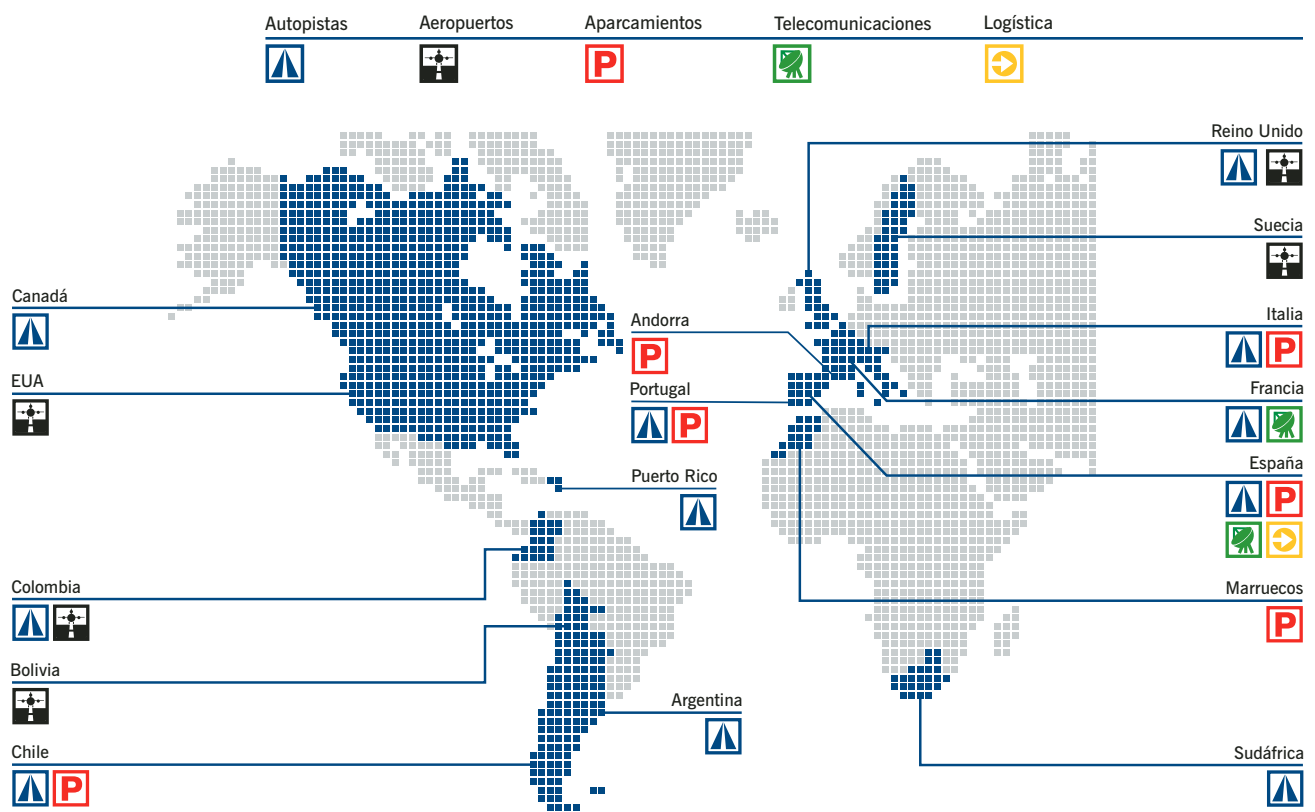 Autopistas
Aeropuertos
Aparcamientos
Telecomunicaciones
Logística
P
Reino Unido
Suecia
Canadá
Andorra
P
Italia
P
EUA
Portugal
P
Francia
España
P
Puerto Rico
Colombia
Marruecos
P
Bolivia
Argentina
Chile
P
Sudáfrica